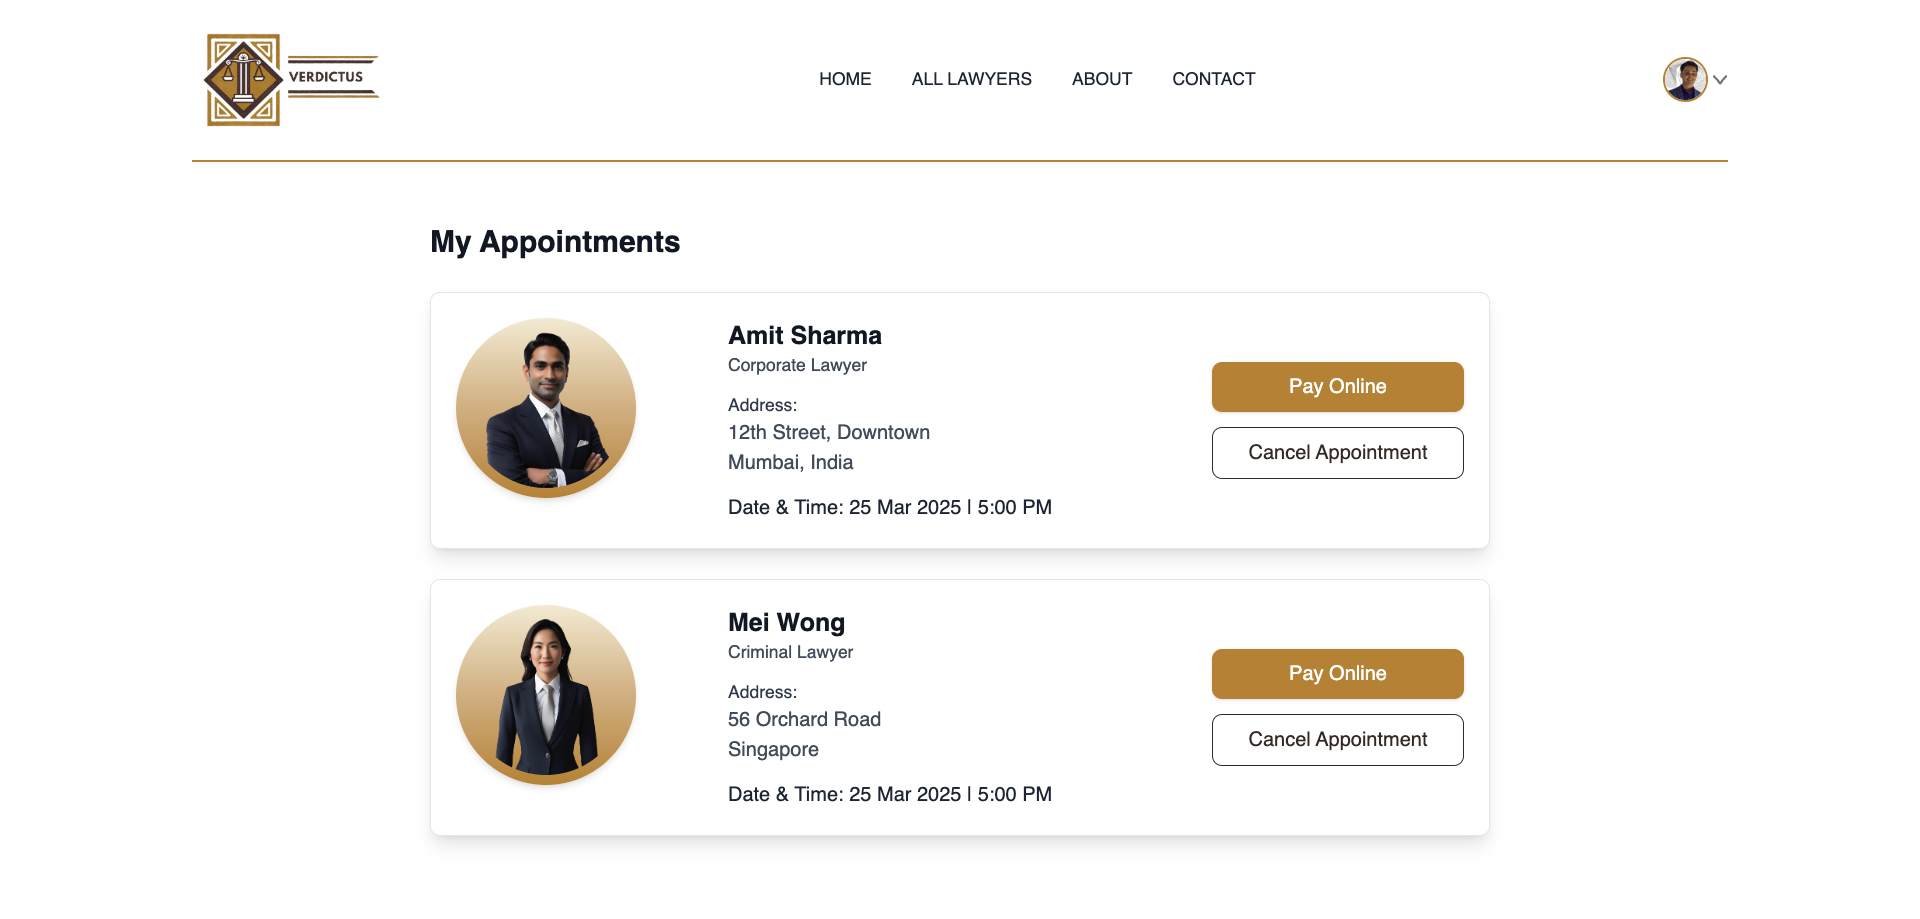 VERDICTUS
HOME
ALL LAWYERS
ABOUT
CONTACT
My Appointments
Amit Sharma
Corporate Lawyer
Address:
12th Street, Downtown
Mumbai, India
Date & Time: 25 Mar 2025 | 5:00 PM
Pay Online
Cancel Appointment
Mei Wong
Criminal Lawyer
Address:
56 Orchard Road
Singapore
Date & Time: 25 Mar 2025 | 5:00 PM
Pay Online
Cancel Appointment